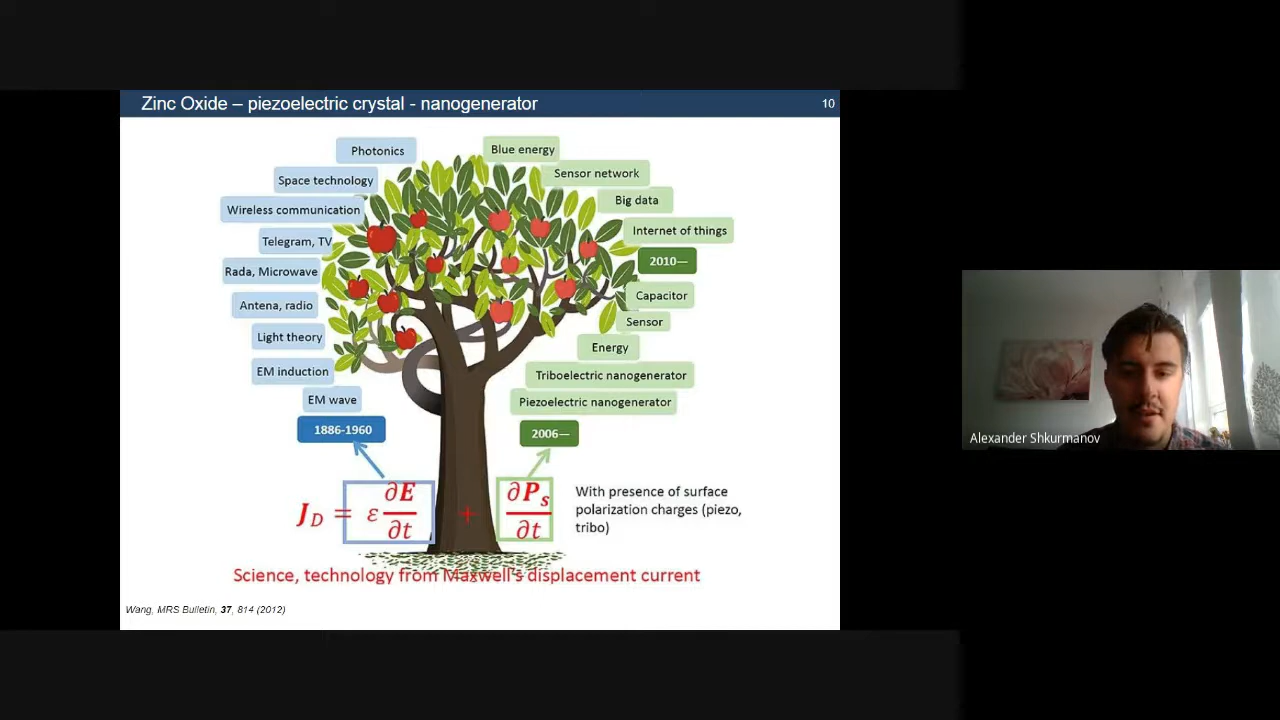 Zinc Oxide – piezoelectric crystal - nanogenerator
10
Photonics
Space technology
Wireless communication
Telegram, TV
Rada, Microwave
Antena, radio
Light theory
EM induction
EM wave
1886-1960
Blue energy
Sensor network
Big data
Internet of things
2010—
Capacitor
Sensor
Energy
Triboelectric nanogenerator
Piezoelectric nanogenerator
2006—
J_D = ε ∂E/∂t + ∂P_s/∂t
With presence of surface
polarization charges (piezo,
tribo)
Science, technology from Maxwell's displacement current
Wang, MRS Bulletin, 37, 814 (2012)
Alexander Shkurmanov